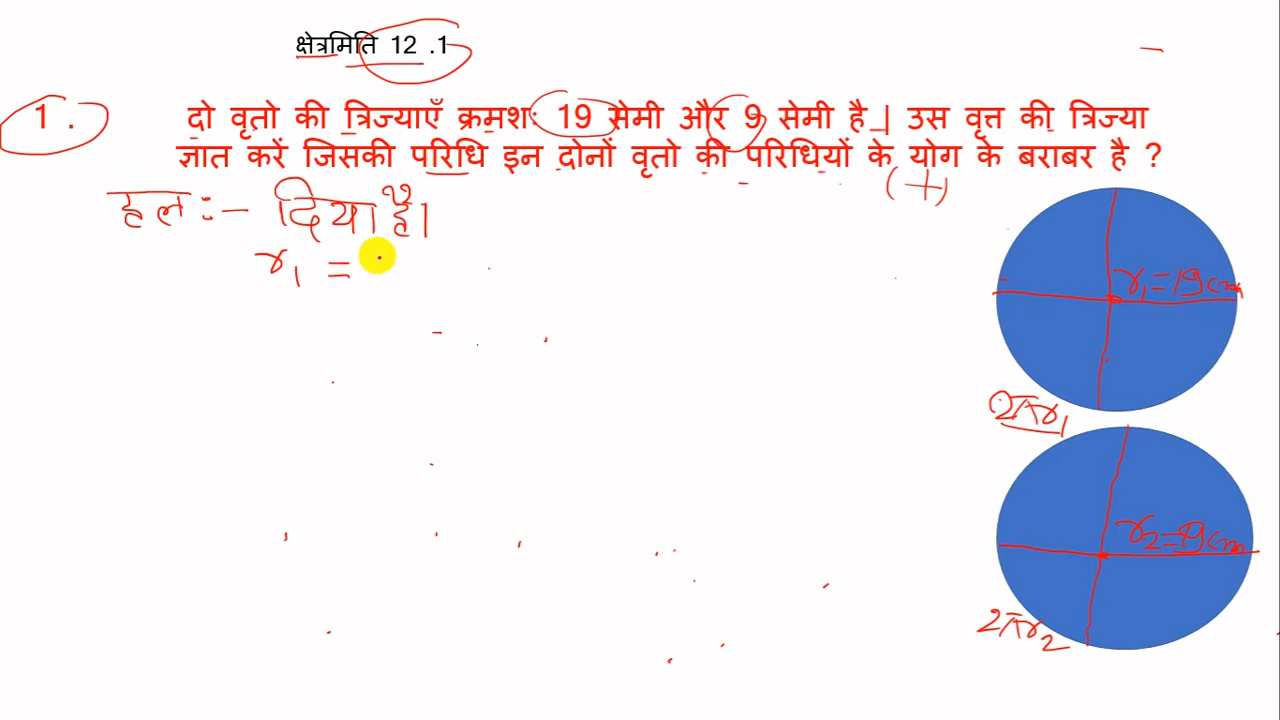 क्षेत्रमिति 12 .1
1 . दो वृतो की त्रिज्याएँ क्रमश: 19 सेमी और 9 सेमी है | उस वृत्त की त्रिज्या
ज्ञात करें जिसकी परिधि इन दोनों वृतो की परिधियों के योग के बराबर है ?
(+)
हल :- दिया है।
r₁ =
r₁=19cm
2πr₁
r₂=9cm
2πr₂